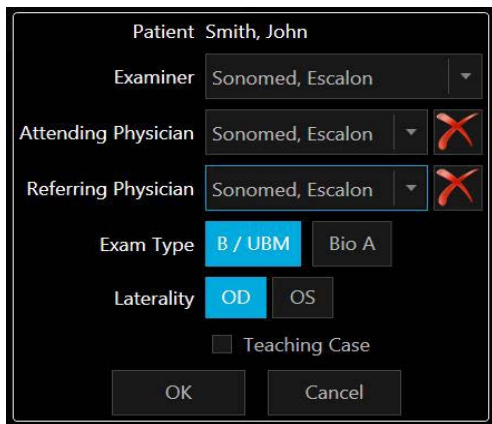 Patient Smith, John
Examiner Sonomed, Escalon
Attending Physician Sonomed, Escalon
Referring Physician Sonomed, Escalon
Exam Type B / UBM Bio A
Laterality OD OS
Teaching Case
OK Cancel